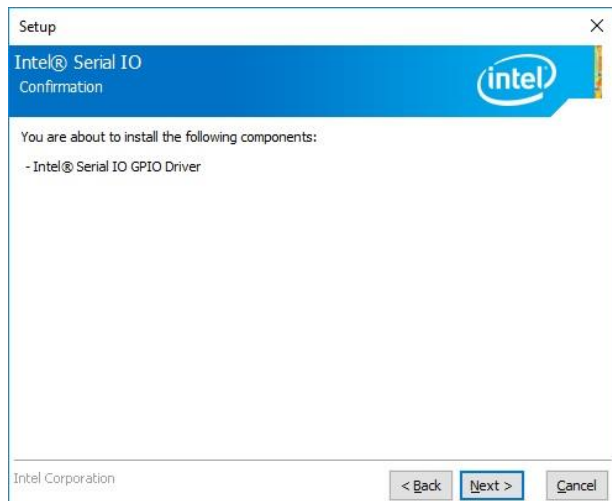 Setup
Intel® Serial IO
Confirmation
intel
You are about to install the following components:
- Intel® Serial IO GPIO Driver
Intel Corporation
< Back
Next >
Cancel